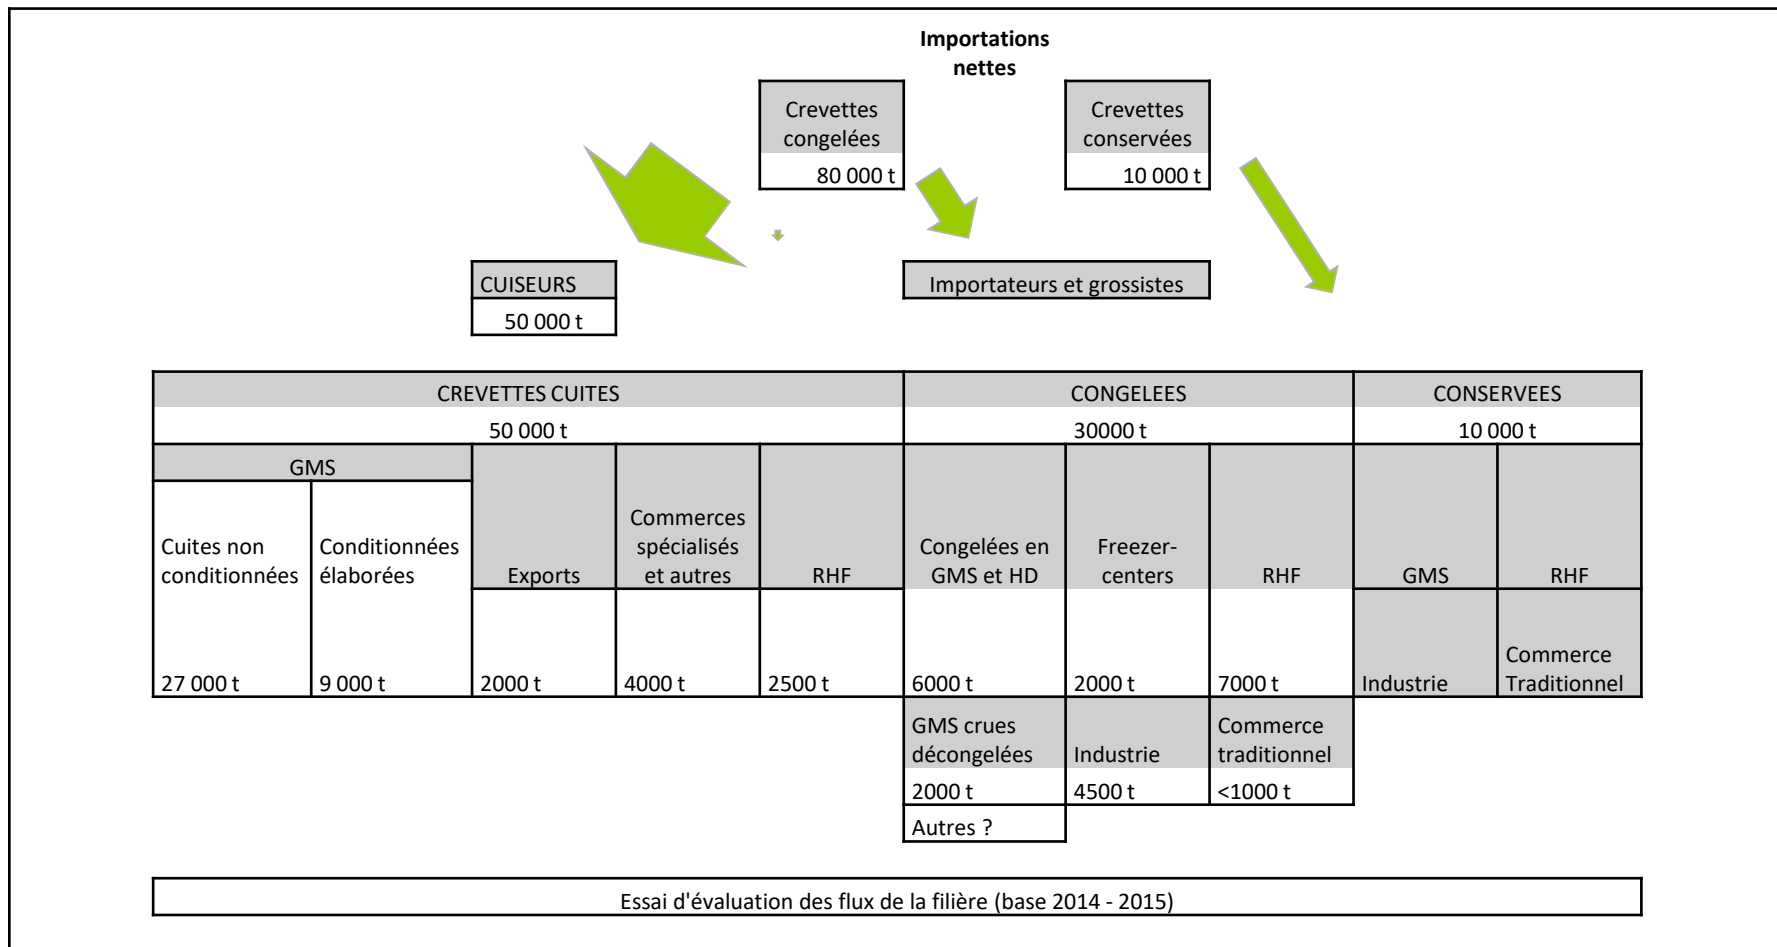 Importations
nettes
Crevettes
congelées
80 000 t
Crevettes
conservées
10 000 t
CUISEURS
50 000 t
Importateurs et grossistes
CREVETTES CUITES
50 000 t
CONGELEES
30000 t
CONSERVEES
10 000 t
GMS
Cuites non
conditionnées
27 000 t
Conditionnées
élaborées
9 000 t
Exports
2000 t
Commerces
spécialisés
et autres
4000 t
RHF
2500 t
Congelées en
GMS et HD
6000 t
Freezer-
centers
2000 t
RHF
7000 t
GMS
RHF
Industrie
Commerce
Traditionnel
GMS crues
décongelées
2000 t
Industrie
4500 t
Commerce
traditionnel
<1000 t
Autres ?
Essai d'évaluation des flux de la filière (base 2014 - 2015)